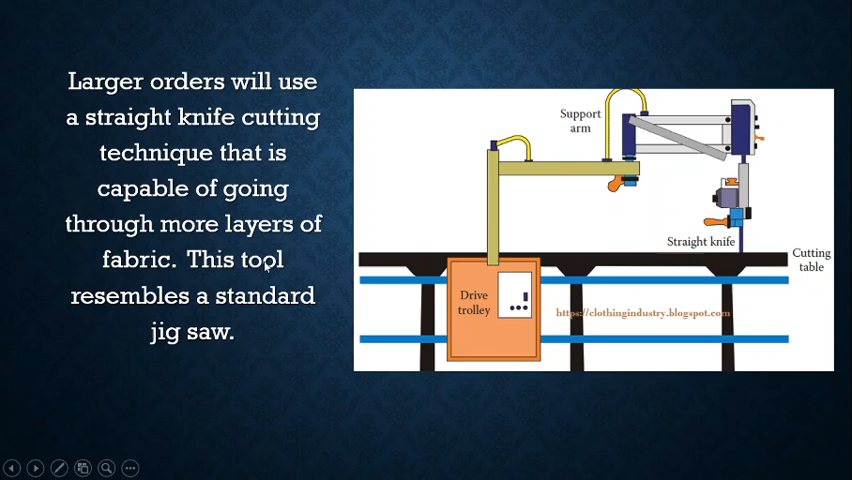 Larger orders will use
a straight knife cutting
technique that is
capable of going
through more layers of
fabric.  This tool
resembles a standard
jig saw.
Support
arm
Straight knife
Cutting
table
Drive
trolley
https://clothingindustry.blogspot.com